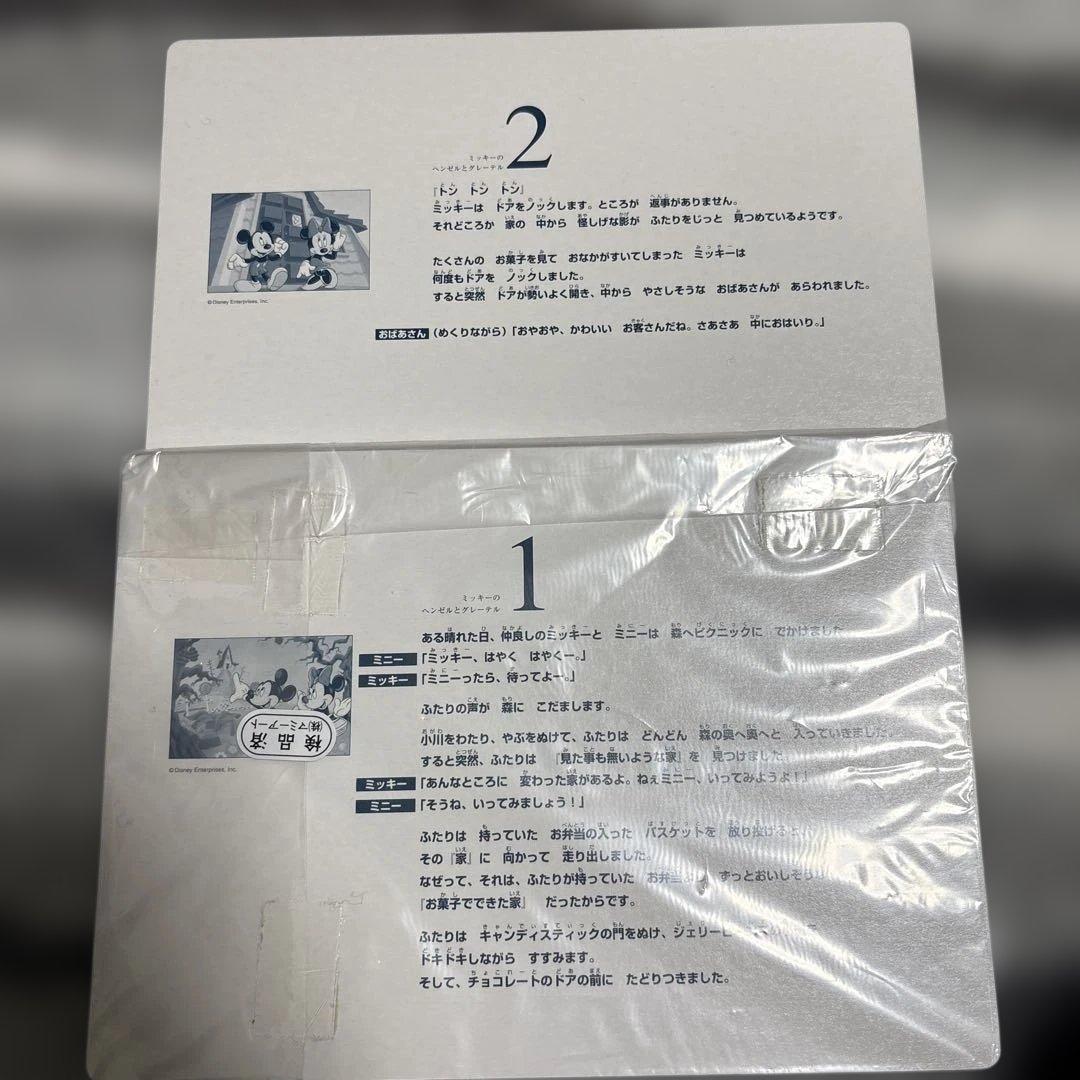 2
ミッキーの
ヘンゼルとグレーテル
『トン トン トン』
ミッキーは ドアをノックします。ところが 返事がありません。
それどころか 家の 中から 怪しげな影が ふたりをじっと 見つめているようです。
たくさんの お菓子を見て おなかがすいてしまった ミッキーは
何度もドアを ノックしました。
すると突然 ドアが勢いよく開き、中から やさしそうな おばあさんが あらわれました。
おばあさん (めくりながら)「おやおや、かわいい お客さんだね。さあさあ 中におはいり。」
©Disney Enterprises, Inc.
1
ミッキーの
ヘンゼルとグレーテル
ある晴れた日、仲良しのミッキーと ミニーは 森へピクニックに でかけました
ミニー 「ミッキー、はやく はやくー。」
ミッキー 「ミニーったら、待ってよー。」
ふたりの声が 森に こだまします。
小川をわたり、やぶをぬけて、ふたりは どんどん 森の奥へ奥へと 入っていきました。
すると突然、ふたりは 『見た事も無いような家』を 見つけました
ミッキー 「あんなところに 変わった家があるよ。ねぇミニー、いってみようよ！」
ミニー 「そうね、いってみましょう！」
ふたりは 持っていた お弁当の入った バスケットを 放り投げると
その『家』に 向かって 走り出しました。
なぜって、それは、ふたりが持っていた お弁当より ずっとおいしそう
『お菓子でできた家』 だったからです。
ふたりは キャンディスティックの門をぬけ、ジェリー
ドキドキしながら すすみます。
そして、チョコレートのドアの前に たどりつきました。
©Disney Enterprises, Inc.
検品済
㈱マミーアート